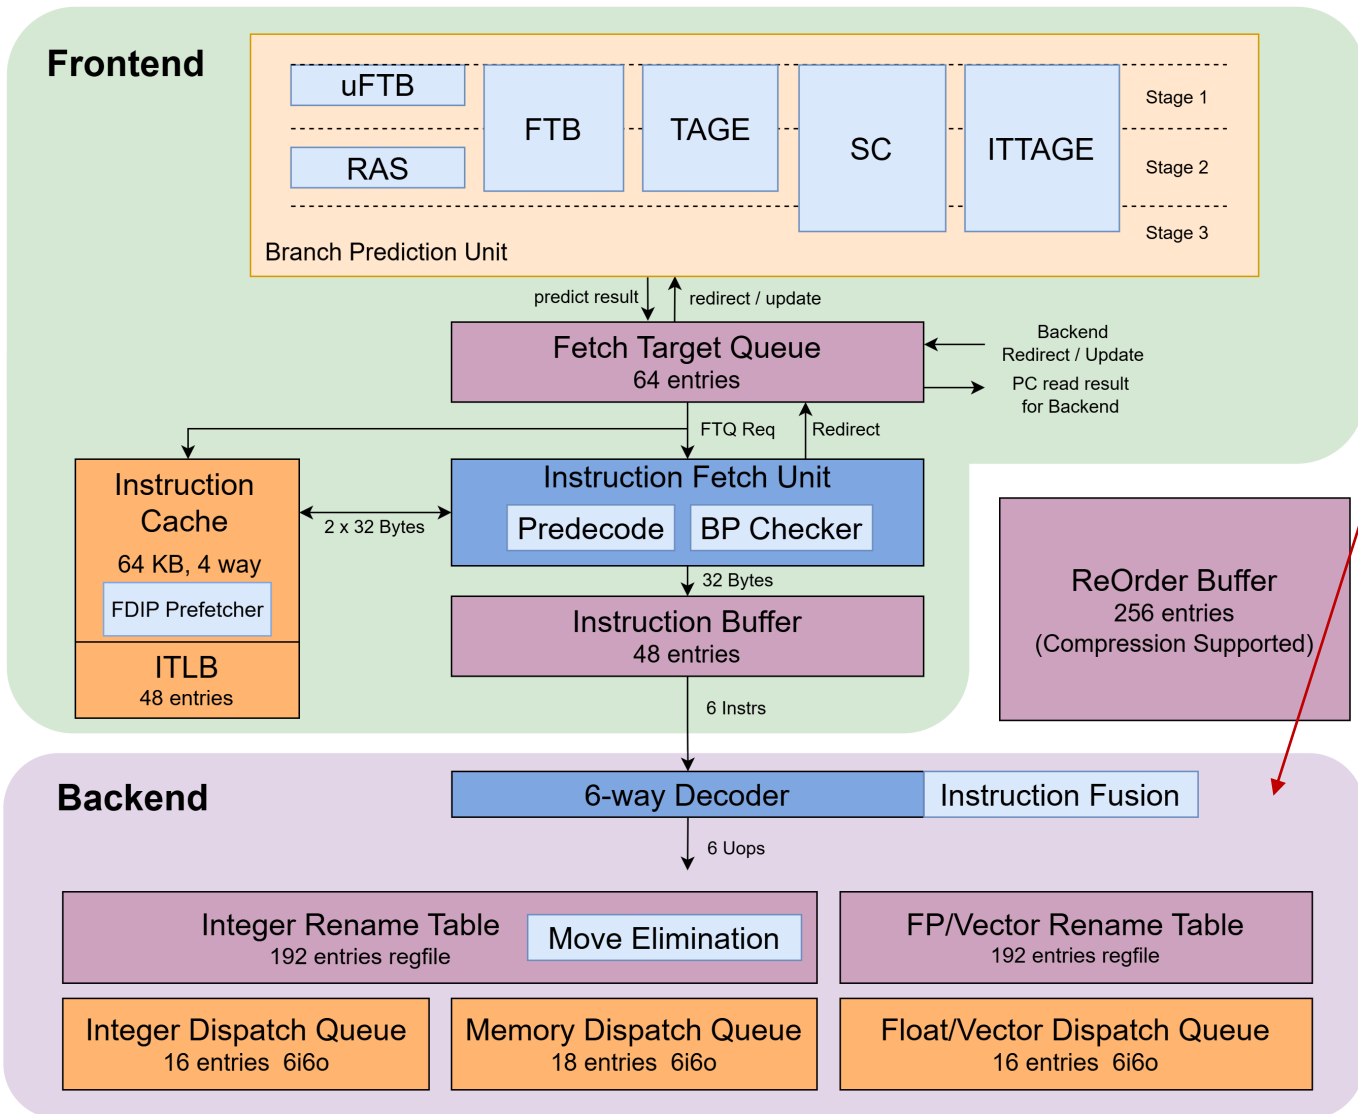 Frontend
uFTB
FTB
TAGE
SC
ITTAGE
RAS
Stage 1
Stage 2
Stage 3
Branch Prediction Unit
predict result
redirect / update
Fetch Target Queue
64 entries
Backend
Redirect / Update
PC read result
for Backend
FTQ Req
Redirect
Instruction
Cache
64 KB, 4 way
FDIP Prefetcher
ITLB
48 entries
2 x 32 Bytes
Instruction Fetch Unit
Predecode
BP Checker
32 Bytes
Instruction Buffer
48 entries
6 Instrs
ReOrder Buffer
256 entries
(Compression Supported)
Backend
6-way Decoder
Instruction Fusion
6 Uops
Integer Rename Table
192 entries regfile
Move Elimination
FP/Vector Rename Table
192 entries regfile
Integer Dispatch Queue
16 entries 6i6o
Memory Dispatch Queue
18 entries 6i6o
Float/Vector Dispatch Queue
16 entries 6i6o